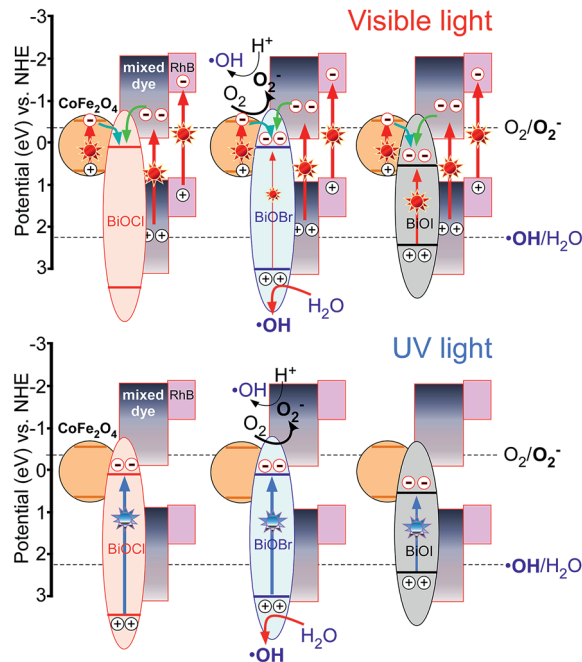 Visible light
Potential (eV) vs. NHE
-3
-2
-1
0
1
2
3
CoFe₂O₄
mixed
dye
RhB
BiOCl
•OH
H⁺
O₂
O₂⁻
BiOBr
H₂O
•OH
BiOI
O₂/O₂⁻
•OH/H₂O
UV light
Potential (eV) vs. NHE
-3
-2
-1
0
1
2
3
CoFe₂O₄
mixed
dye
RhB
BiOCl
•OH
H⁺
O₂
O₂⁻
BiOBr
H₂O
•OH
BiOI
O₂/O₂⁻
•OH/H₂O